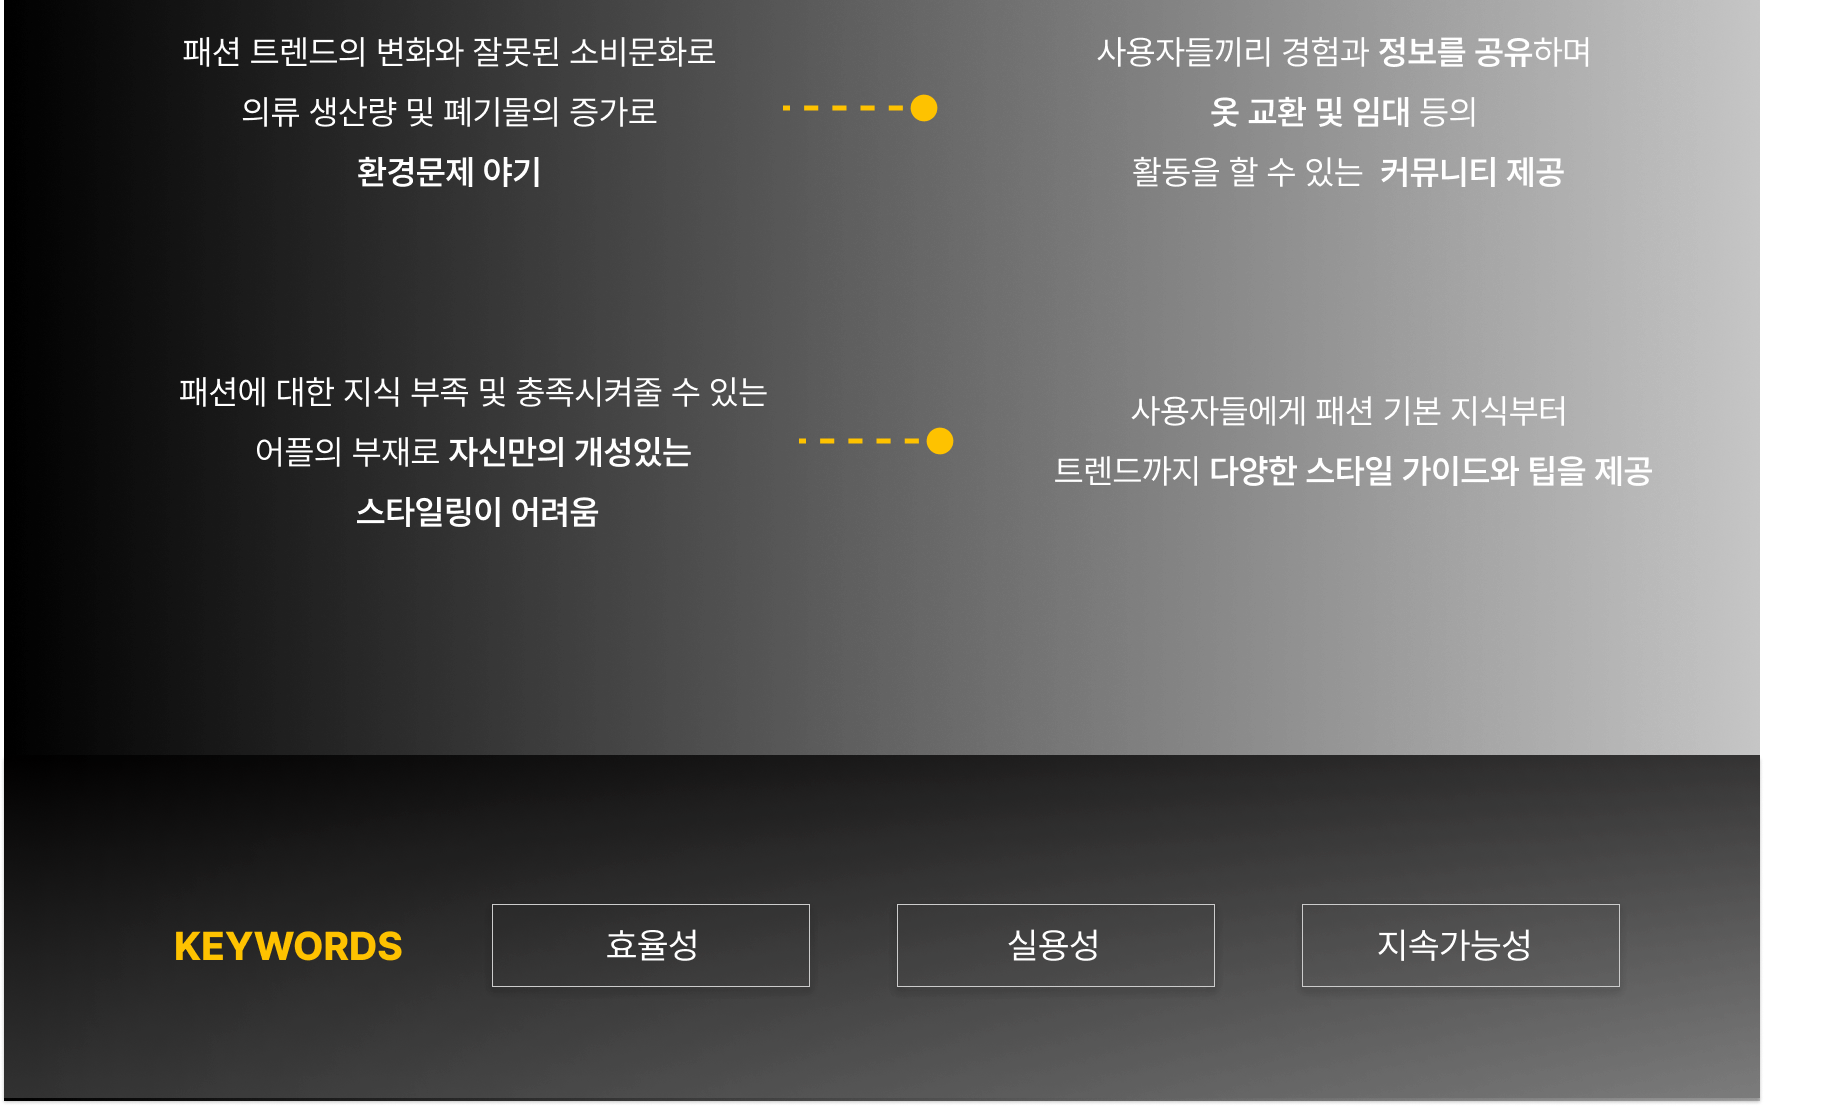 패션 트렌드의 변화와 잘못된 소비문화로
의류 생산량 및 폐기물의 증가로
환경문제 야기
사용자들끼리 경험과 정보를 공유하며
옷 교환 및 임대 등의
활동을 할 수 있는 커뮤니티 제공
패션에 대한 지식 부족 및 충족시켜줄 수 있는
어플의 부재로 자신만의 개성있는
스타일링이 어려움
사용자들에게 패션 기본 지식부터
트렌드까지 다양한 스타일 가이드와 팁을 제공
KEYWORDS
효율성
실용성
지속가능성